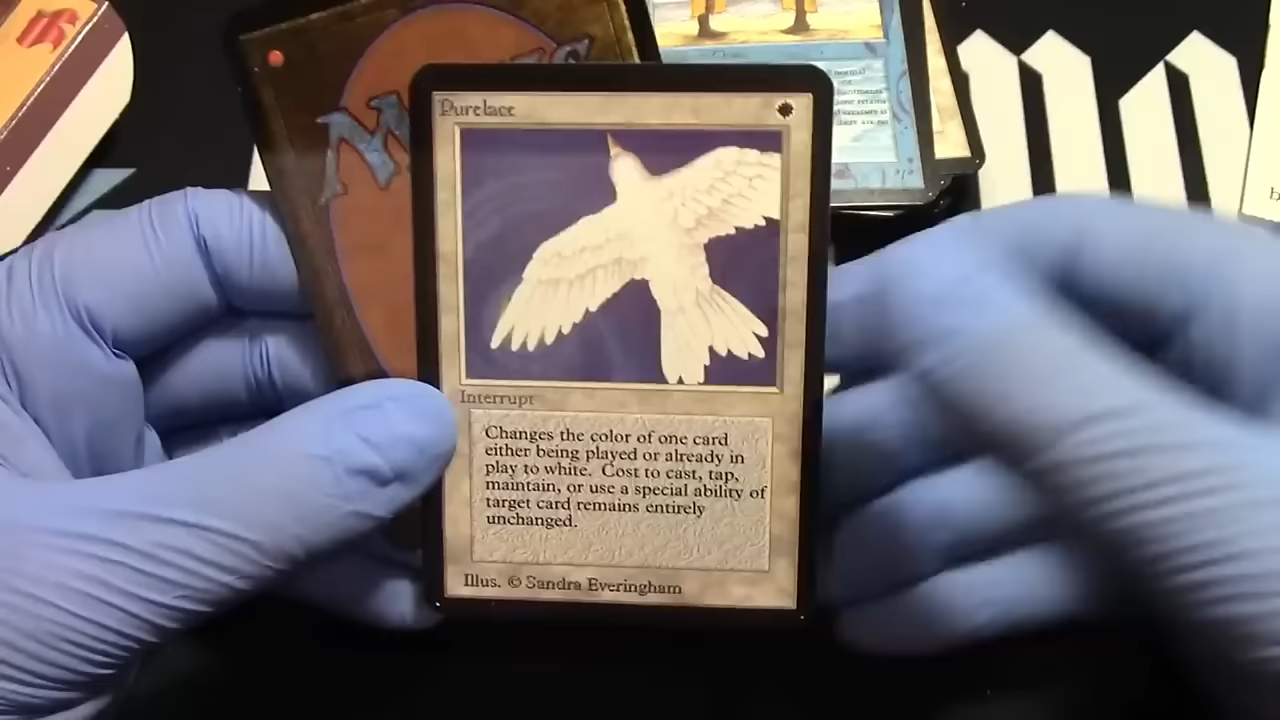 Purelace
Interrupt
Changes the color of one card
either being played or already in
play to white. Cost to cast, tap,
maintain, or use a special ability of
target card remains entirely
unchanged.
Illus. © Sandra Everingham